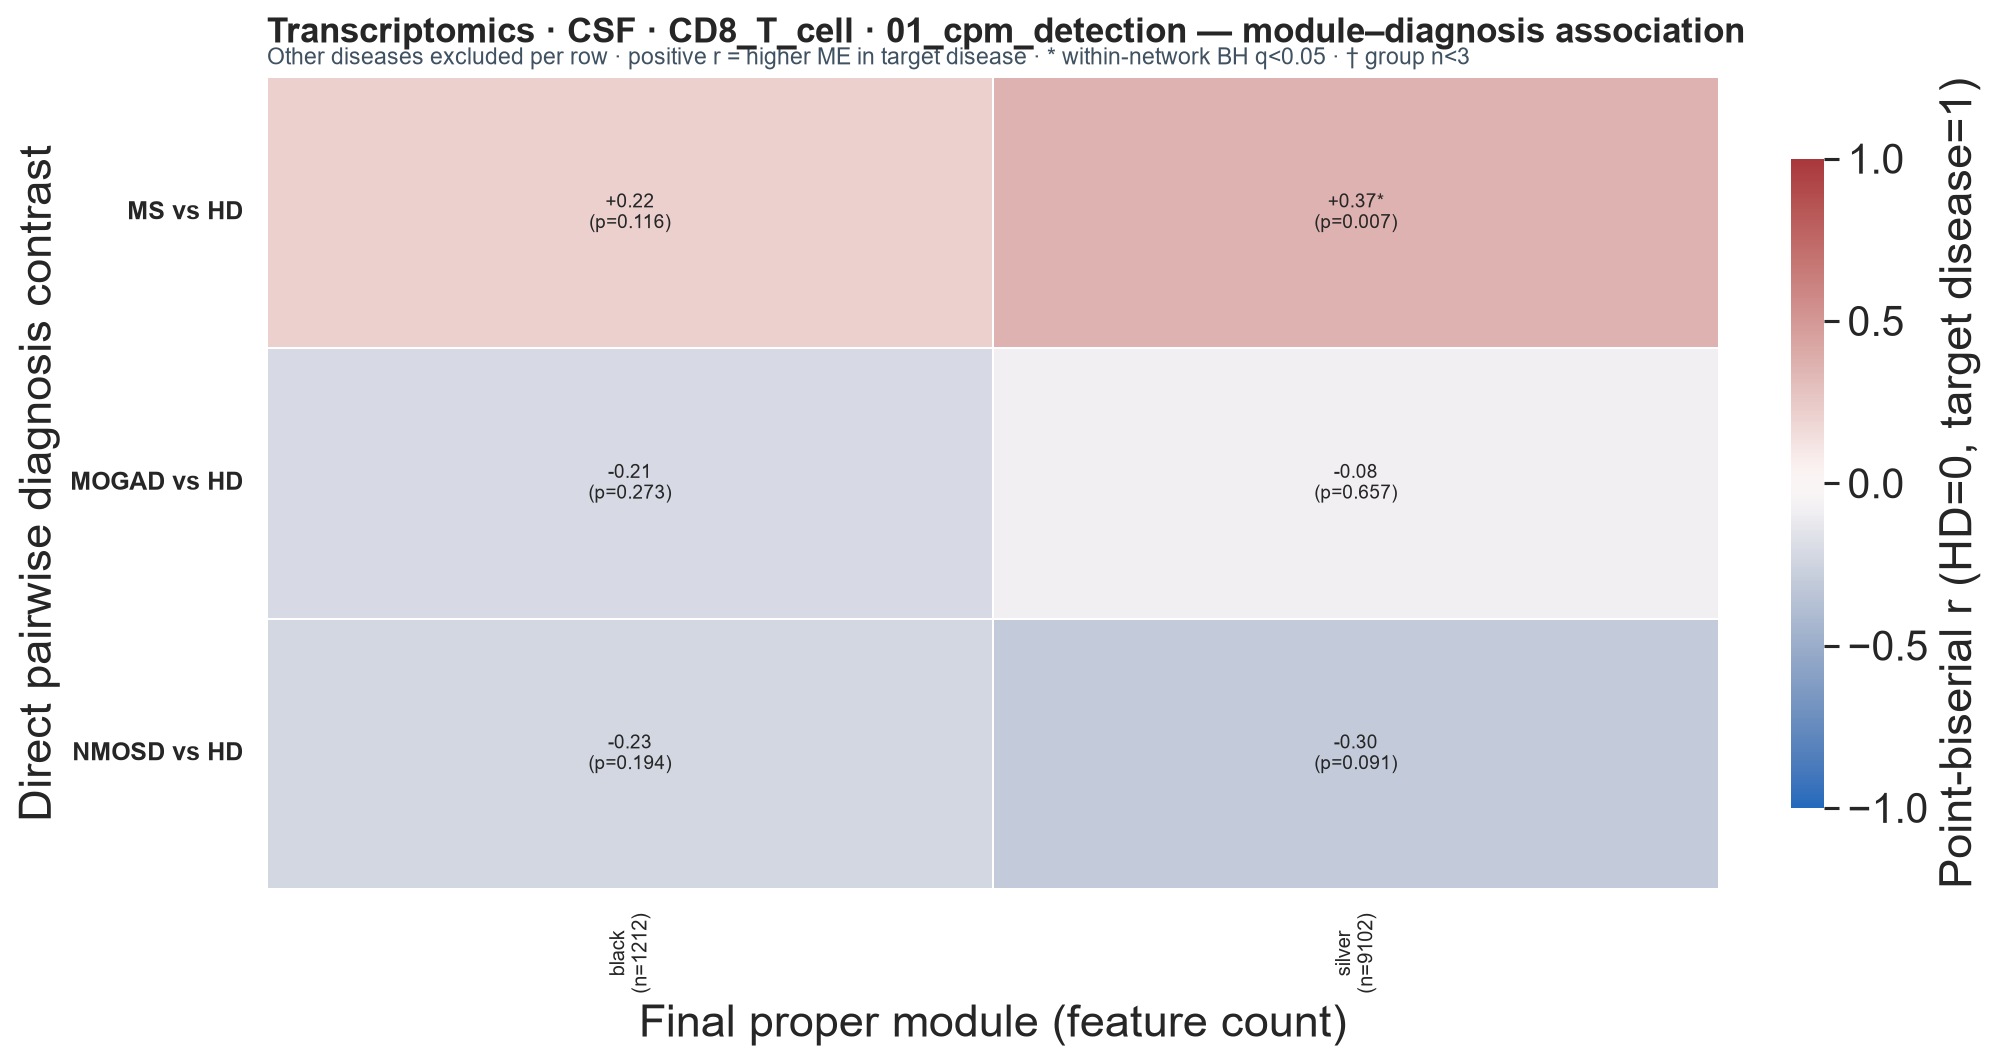 Transcriptomics · CSF · CD8_T_cell · 01_cpm_detection — module–diagnosis association
Other diseases excluded per row · positive r = higher ME in target disease · * within-network BH q<0.05 · † group n<3
Direct pairwise diagnosis contrast
MS vs HD
+0.22
(p=0.116)
+0.37*
(p=0.007)
MOGAD vs HD
-0.21
(p=0.273)
-0.08
(p=0.657)
NMOSD vs HD
-0.23
(p=0.194)
-0.30
(p=0.091)
black
(n=1212)
silver
(n=9102)
Final proper module (feature count)
1.0
0.5
0.0
−0.5
−1.0
Point-biserial r (HD=0, target disease=1)